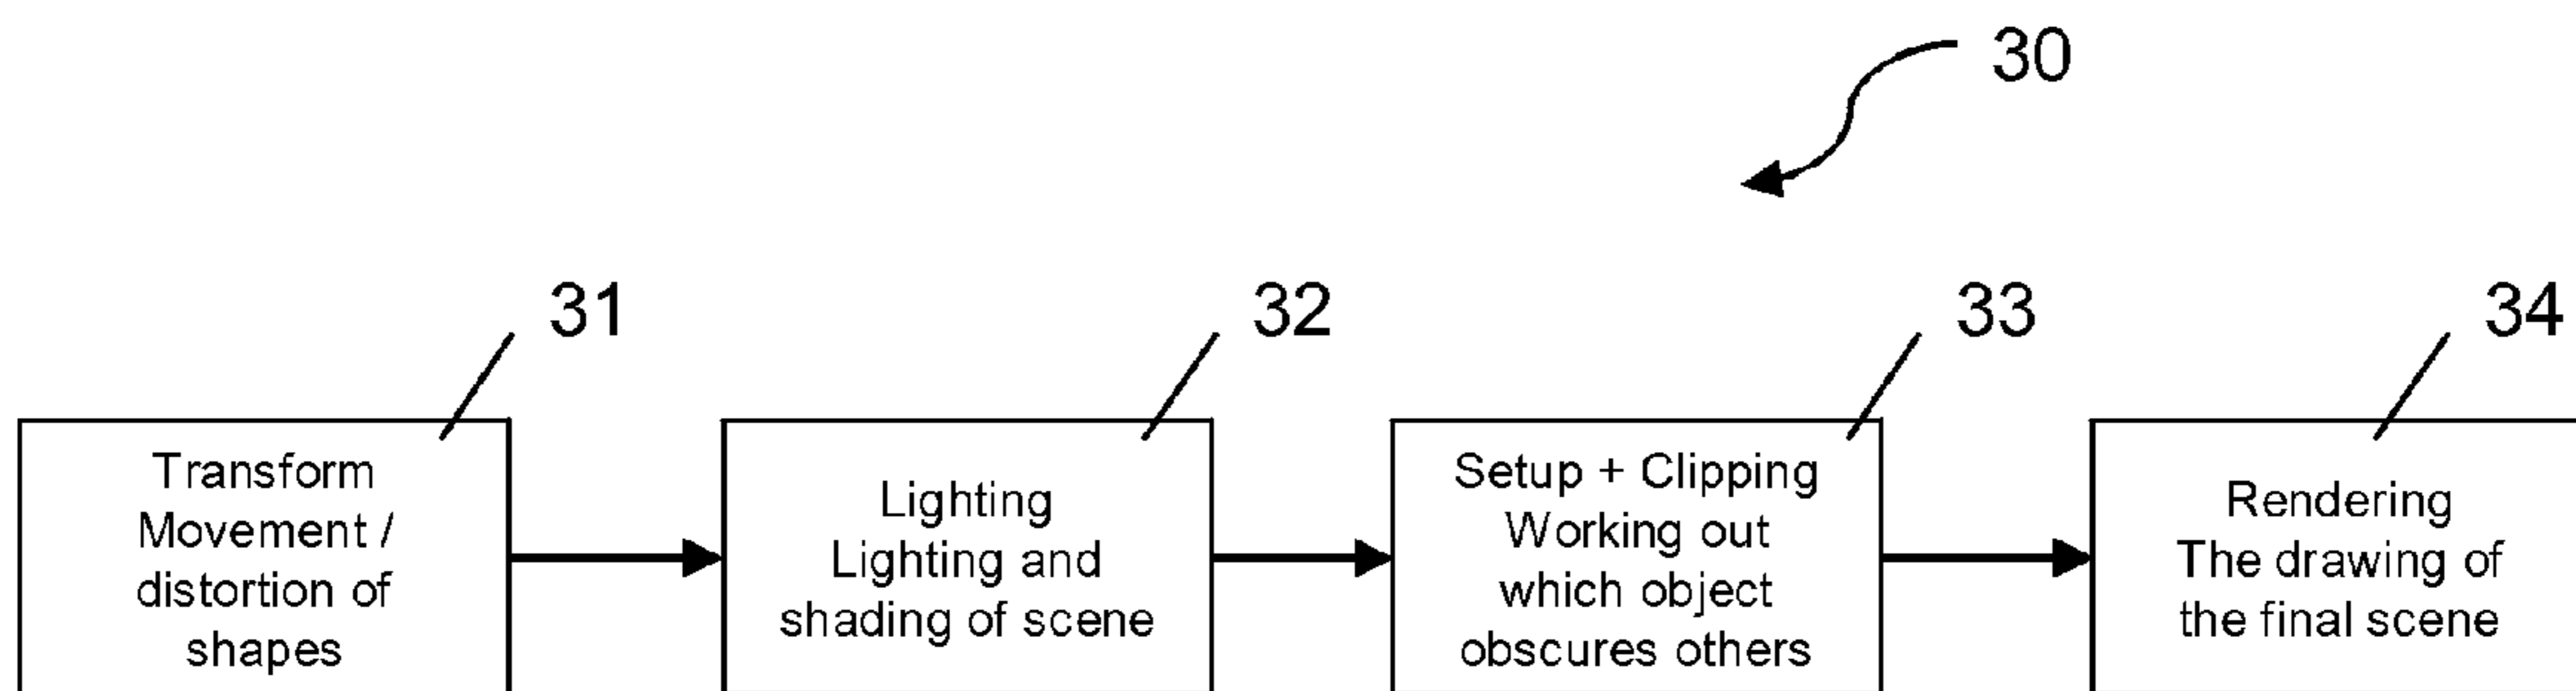 30
31
32
33
34
Transform
Movement /
distortion of
shapes
Lighting
Lighting and
shading of scene
Setup + Clipping
Working out
which object
obscures others
Rendering
The drawing of
the final scene